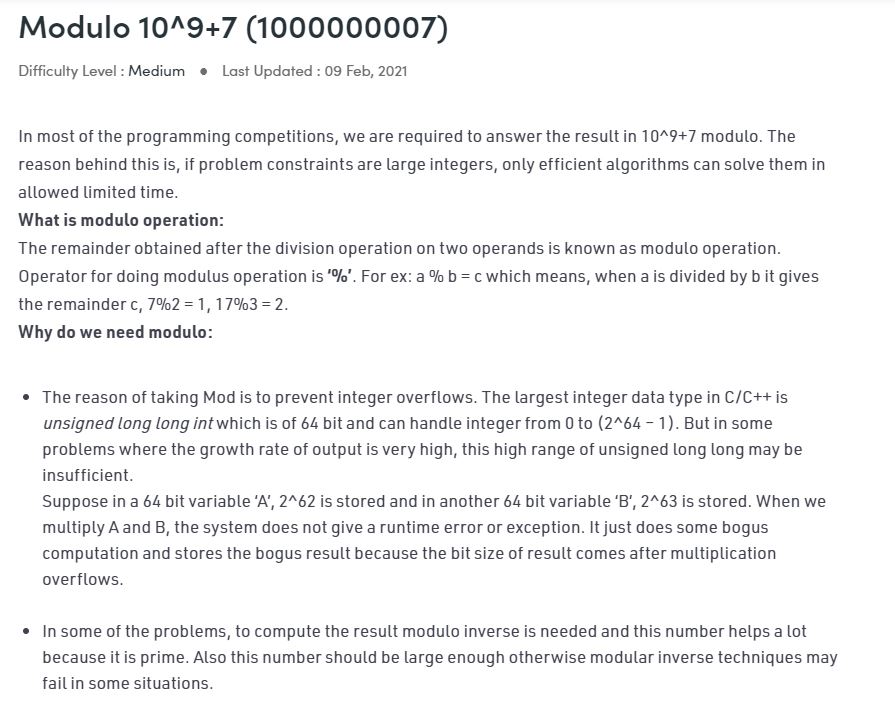 Modulo 10^9+7 (1000000007)
Difficulty Level : Medium ● Last Updated : 09 Feb, 2021
In most of the programming competitions, we are required to answer the result in 10^9+7 modulo. The
reason behind this is, if problem constraints are large integers, only efficient algorithms can solve them in
allowed limited time.
What is modulo operation:
The remainder obtained after the division operation on two operands is known as modulo operation.
Operator for doing modulus operation is ‘%’. For ex: a % b = c which means, when a is divided by b it gives
the remainder c, 7%2 = 1, 17%3 = 2.
Why do we need modulo:
• The reason of taking Mod is to prevent integer overflows. The largest integer data type in C/C++ is
unsigned long long int which is of 64 bit and can handle integer from 0 to (2^64 – 1). But in some
problems where the growth rate of output is very high, this high range of unsigned long long may be
insufficient.
Suppose in a 64 bit variable ‘A’, 2^62 is stored and in another 64 bit variable ‘B’, 2^63 is stored. When we
multiply A and B, the system does not give a runtime error or exception. It just does some bogus
computation and stores the bogus result because the bit size of result comes after multiplication
overflows.
• In some of the problems, to compute the result modulo inverse is needed and this number helps a lot
because it is prime. Also this number should be large enough otherwise modular inverse techniques may
fail in some situations.